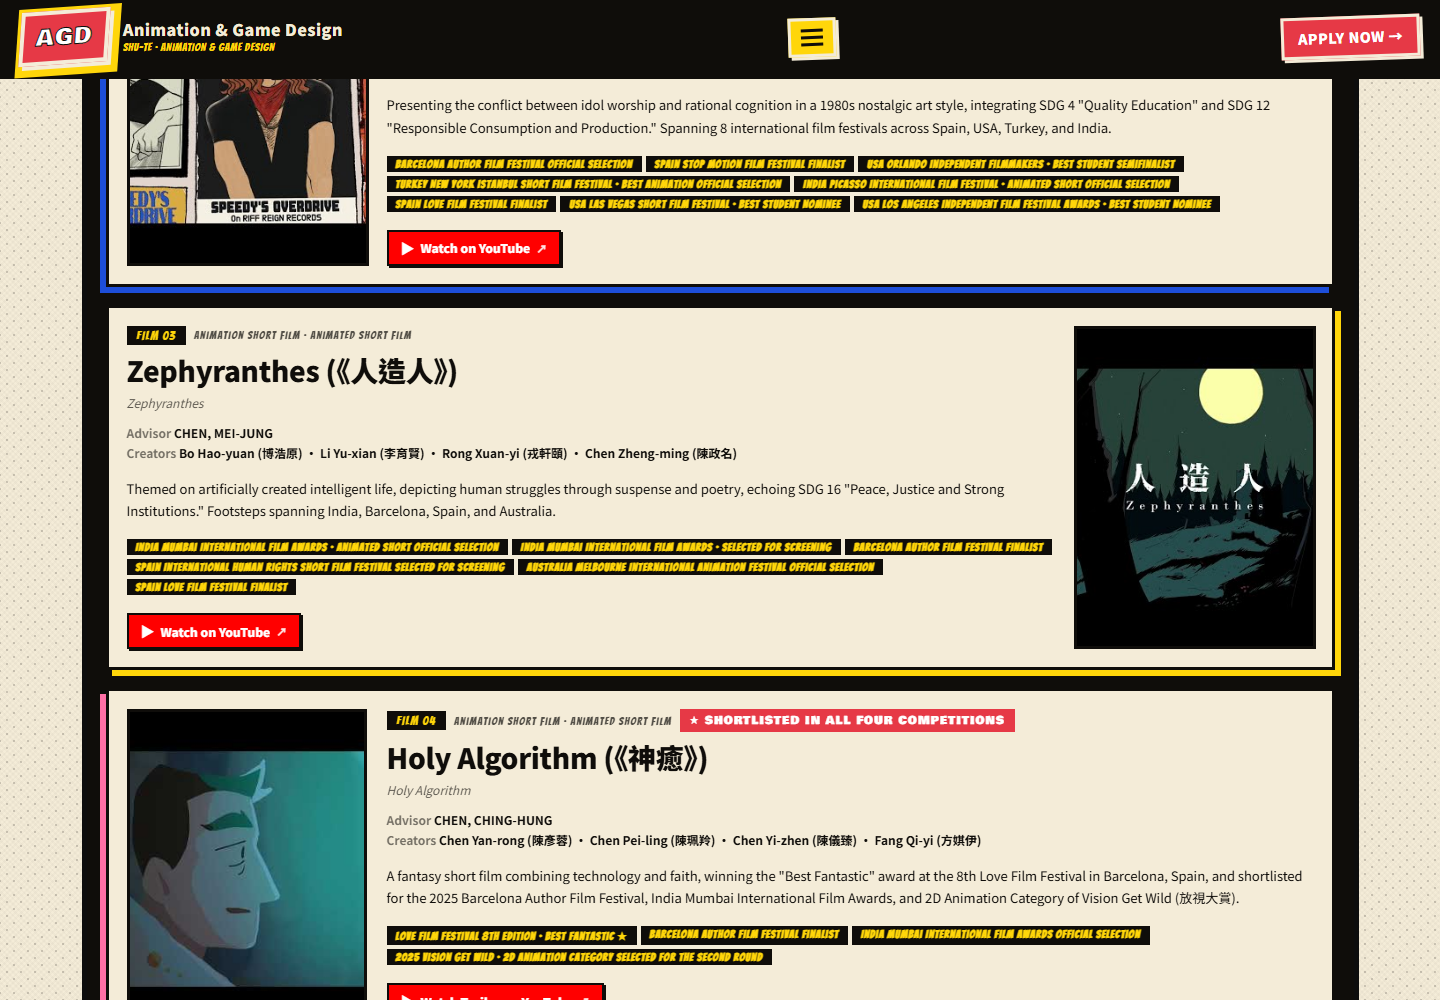 AGD
Animation & Game Design
SHU-TE · ANIMATION & GAME DESIGN
APPLY NOW →
EDY'S
DRIVE
SPEEDY'S OVERDRIVE
On RIFF REIGN RECORDS
Presenting the conflict between idol worship and rational cognition in a 1980s nostalgic art style, integrating SDG 4 "Quality Education" and SDG 12
"Responsible Consumption and Production." Spanning 8 international film festivals across Spain, USA, Turkey, and India.
BARCELONA AUTHOR FILM FESTIVAL OFFICIAL SELECTION
SPAIN STOP MOTION FILM FESTIVAL FINALIST
USA ORLANDO INDEPENDENT FILMMAKERS · BEST STUDENT SEMIFINALIST
TURKEY NEW YORK ISTANBUL SHORT FILM FESTIVAL · BEST ANIMATION OFFICIAL SELECTION
INDIA PICASSO INTERNATIONAL FILM FESTIVAL · ANIMATED SHORT OFFICIAL SELECTION
SPAIN LOVE FILM FESTIVAL FINALIST
USA LAS VEGAS SHORT FILM FESTIVAL · BEST STUDENT NOMINEE
USA LOS ANGELES INDEPENDENT FILM FESTIVAL AWARDS · BEST STUDENT NOMINEE
▶ Watch on YouTube ↗
FILM 03
ANIMATION SHORT FILM · ANIMATED SHORT FILM
Zephyranthes (《人造人》)
Zephyranthes
Advisor CHEN, MEI-JUNG
Creators Bo Hao-yuan (博浩原) · Li Yu-xian (李育賢) · Rong Xuan-yi (戎軒頤) · Chen Zheng-ming (陳政名)
Themed on artificially created intelligent life, depicting human struggles through suspense and poetry, echoing SDG 16 "Peace, Justice and Strong
Institutions." Footsteps spanning India, Barcelona, Spain, and Australia.
INDIA MUMBAI INTERNATIONAL FILM AWARDS · ANIMATED SHORT OFFICIAL SELECTION
INDIA MUMBAI INTERNATIONAL FILM AWARDS · SELECTED FOR SCREENING
BARCELONA AUTHOR FILM FESTIVAL FINALIST
SPAIN INTERNATIONAL HUMAN RIGHTS SHORT FILM FESTIVAL SELECTED FOR SCREENING
AUSTRALIA MELBOURNE INTERNATIONAL ANIMATION FESTIVAL OFFICIAL SELECTION
SPAIN LOVE FILM FESTIVAL FINALIST
▶ Watch on YouTube ↗
人造人
Zephyranthes
FILM 04
ANIMATION SHORT FILM · ANIMATED SHORT FILM
★ SHORTLISTED IN ALL FOUR COMPETITIONS
Holy Algorithm (《神癒》)
Holy Algorithm
Advisor CHEN, CHING-HUNG
Creators Chen Yan-rong (陳彥蓉) · Chen Pei-ling (陳珮羚) · Chen Yi-zhen (陳儀臻) · Fang Qi-yi (方娸伊)
A fantasy short film combining technology and faith, winning the "Best Fantastic" award at the 8th Love Film Festival in Barcelona, Spain, and shortlisted
for the 2025 Barcelona Author Film Festival, India Mumbai International Film Awards, and 2D Animation Category of Vision Get Wild (放視大賞).
LOVE FILM FESTIVAL 8TH EDITION · BEST FANTASTIC ★
BARCELONA AUTHOR FILM FESTIVAL FINALIST
INDIA MUMBAI INTERNATIONAL FILM AWARDS OFFICIAL SELECTION
2025 VISION GET WILD · 2D ANIMATION CATEGORY SELECTED FOR THE SECOND ROUND